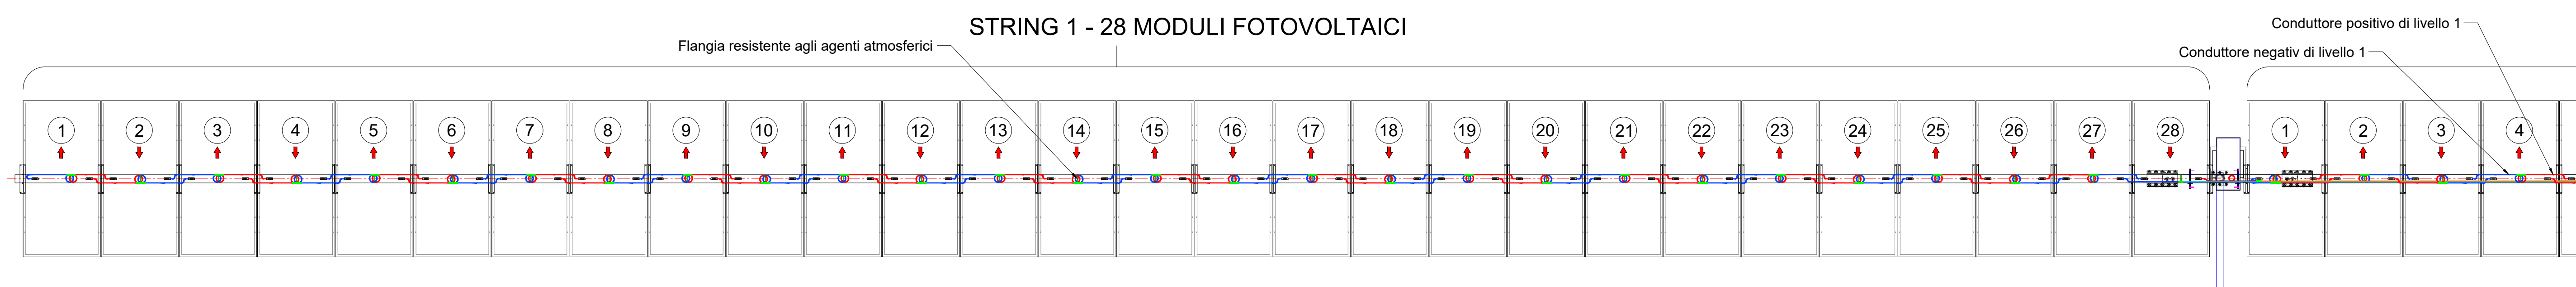 STRING 1 - 28 MODULI FOTOVOLTAICI
Conduttore positivo di livello 1
Flangia resistente agli agenti atmosferici
Conduttore negativ di livello 1
1 2 3 4 5 6 7 8 9 10 11 12 13 14 15 16 17 18 19 20 21 22 23 24 25 26 27 28 1 2 3 4